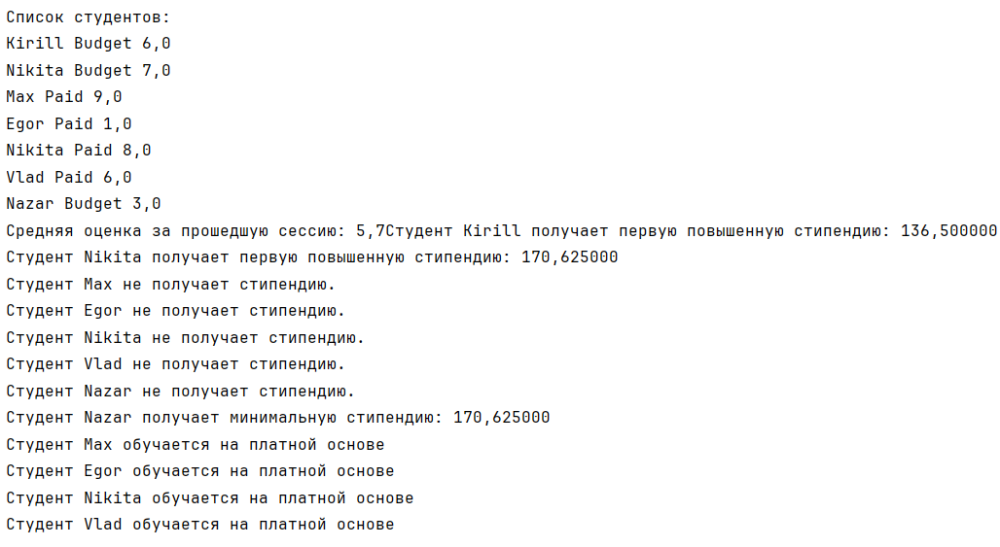 Список студентов:
Kirill Budget 6,0
Nikita Budget 7,0
Max Paid 9,0
Egor Paid 1,0
Nikita Paid 8,0
Vlad Paid 6,0
Nazar Budget 3,0
Средняя оценка за прошедшую сессию: 5,7Студент Kirill получает первую повышенную стипендию: 136,500000
Студент Nikita получает первую повышенную стипендию: 170,625000
Студент Max не получает стипендию.
Студент Egor не получает стипендию.
Студент Nikita не получает стипендию.
Студент Vlad не получает стипендию.
Студент Nazar не получает стипендию.
Студент Nazar получает минимальную стипендию: 170,625000
Студент Max обучается на платной основе
Студент Egor обучается на платной основе
Студент Nikita обучается на платной основе
Студент Vlad обучается на платной основе